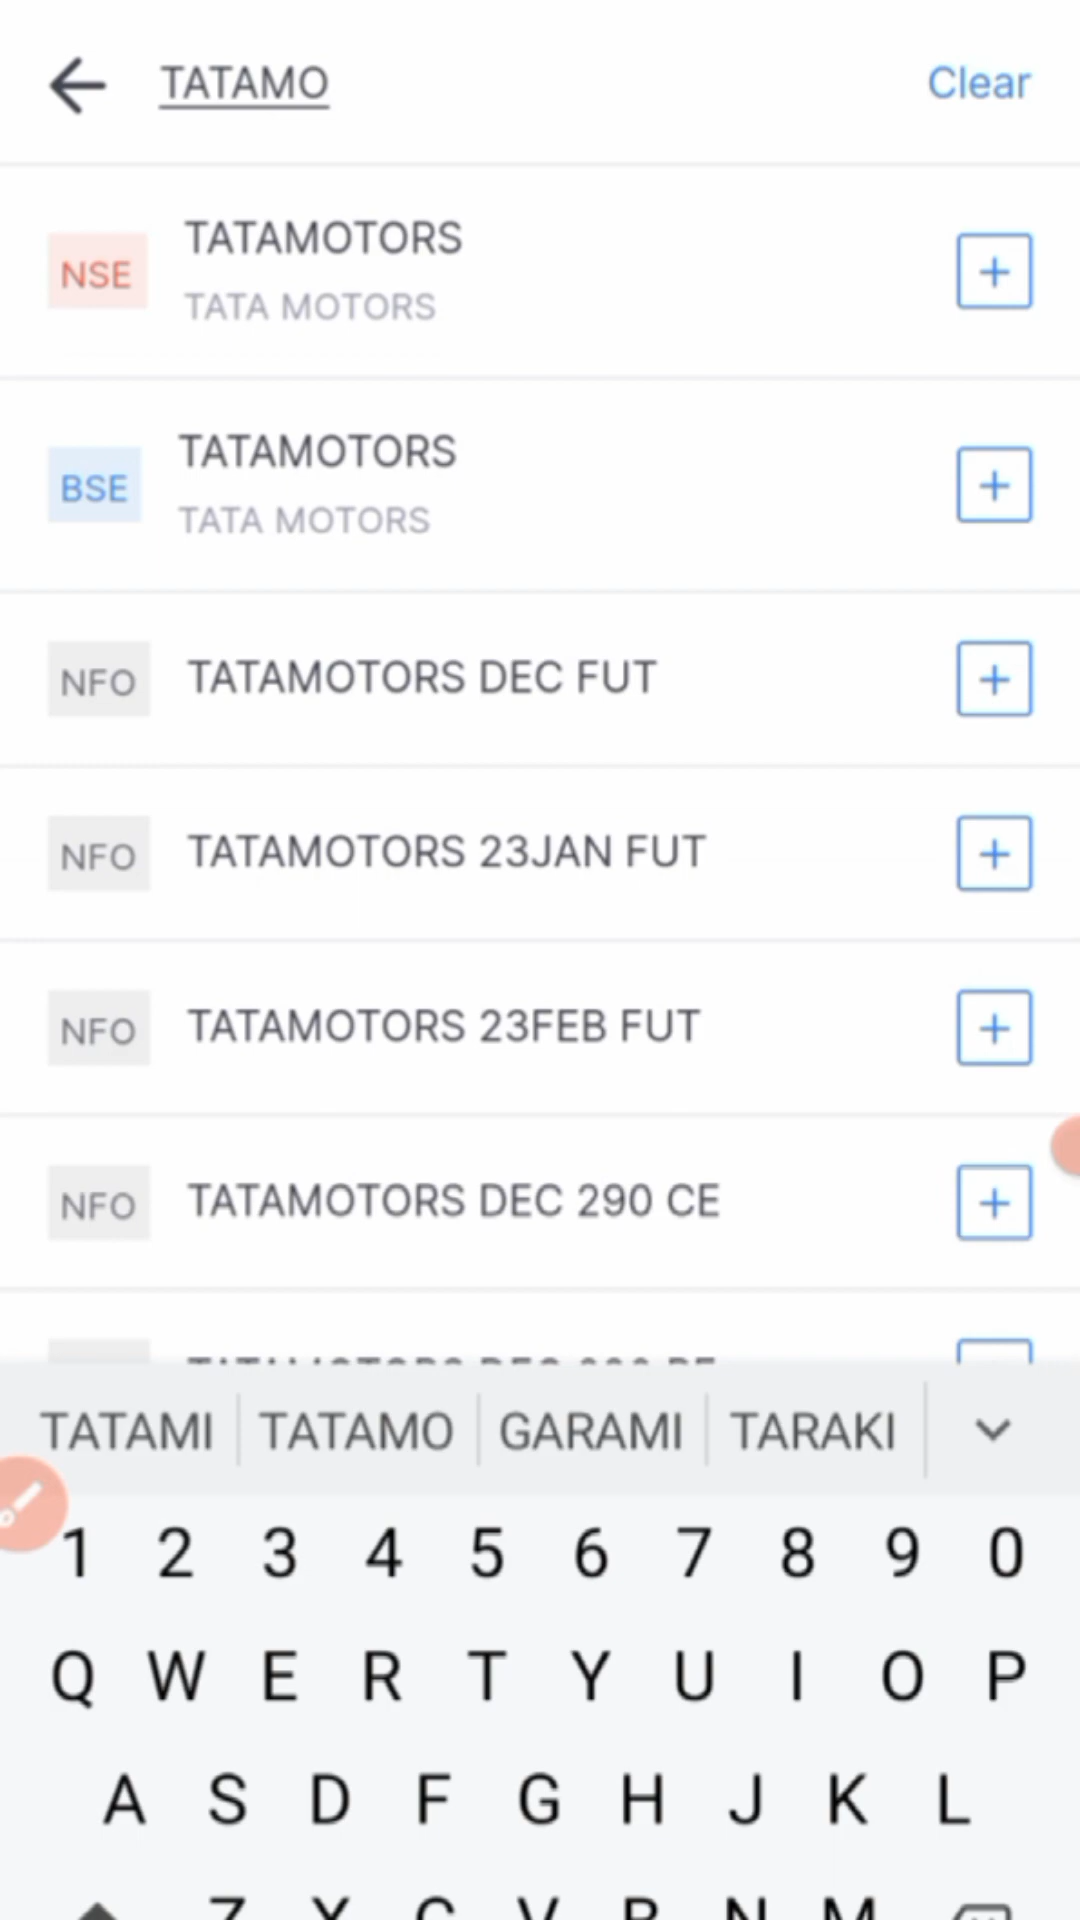 TATAMO
Clear
NSE
TATAMOTORS
TATA MOTORS
BSE
TATAMOTORS
TATA MOTORS
NFO
TATAMOTORS DEC FUT
NFO
TATAMOTORS 23JAN FUT
NFO
TATAMOTORS 23FEB FUT
NFO
TATAMOTORS DEC 290 CE
TATAMI TATAMO GARAMI TARAKI
1 2 3 4 5 6 7 8 9 0
Q W E R T Y U I O P
A S D F G H J K L
Z X C V B N M